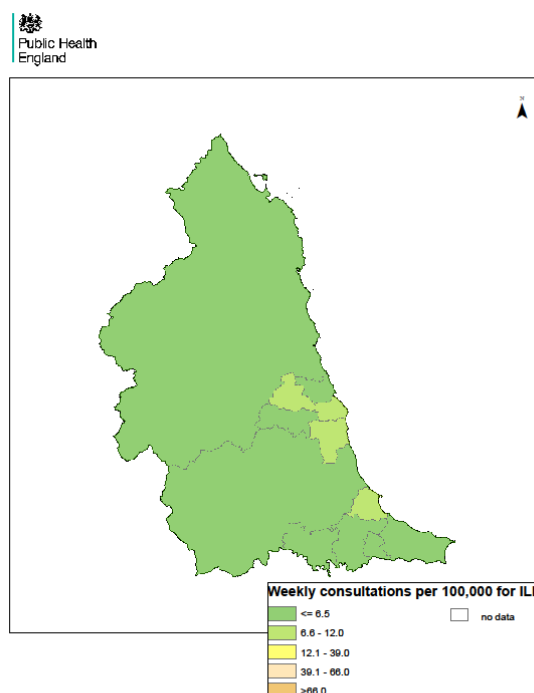 Public Health
England
N
Weekly consultations per 100,000 for ILI
<= 6.5
no data
6.6 - 12.0
12.1 - 39.0
39.1 - 66.0
>66.0